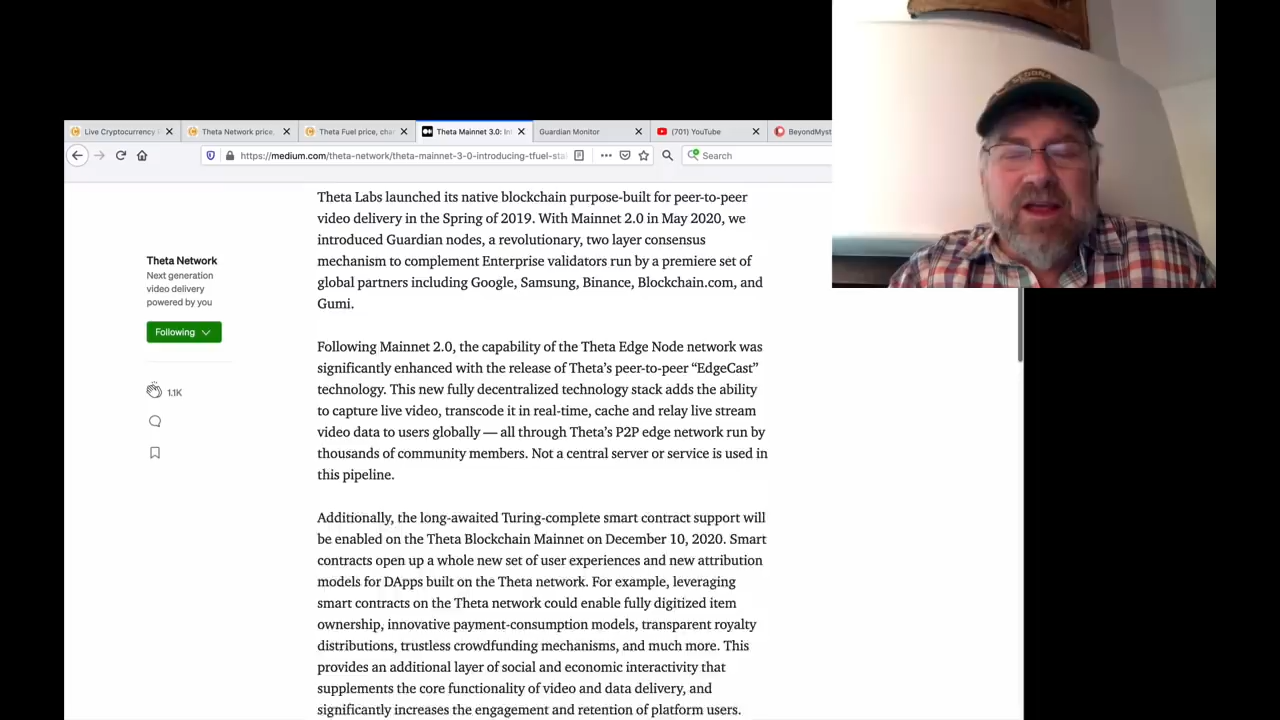 Live Cryptocurrency
Theta Network price,
Theta Fuel price, char
Theta Mainnet 3.0: Int
Guardian Monitor
(701) YouTube
BeyondMyst
https://medium.com/theta-network/theta-mainnet-3-0-introducing-tfuel-sta
Search
Theta Labs launched its native blockchain purpose-built for peer-to-peer
video delivery in the Spring of 2019. With Mainnet 2.0 in May 2020, we
introduced Guardian nodes, a revolutionary, two layer consensus
mechanism to complement Enterprise validators run by a premiere set of
global partners including Google, Samsung, Binance, Blockchain.com, and
Gumi.
Theta Network
Next generation
video delivery
powered by you
Following
1.1K
Following Mainnet 2.0, the capability of the Theta Edge Node network was
significantly enhanced with the release of Theta’s peer-to-peer “EdgeCast”
technology. This new fully decentralized technology stack adds the ability
to capture live video, transcode it in real-time, cache and relay live stream
video data to users globally — all through Theta’s P2P edge network run by
thousands of community members. Not a central server or service is used in
this pipeline.
Additionally, the long-awaited Turing-complete smart contract support will
be enabled on the Theta Blockchain Mainnet on December 10, 2020. Smart
contracts open up a whole new set of user experiences and new attribution
models for DApps built on the Theta network. For example, leveraging
smart contracts on the Theta network could enable fully digitized item
ownership, innovative payment-consumption models, transparent royalty
distributions, trustless crowdfunding mechanisms, and much more. This
provides an additional layer of social and economic interactivity that
supplements the core functionality of video and data delivery, and
significantly increases the engagement and retention of platform users.